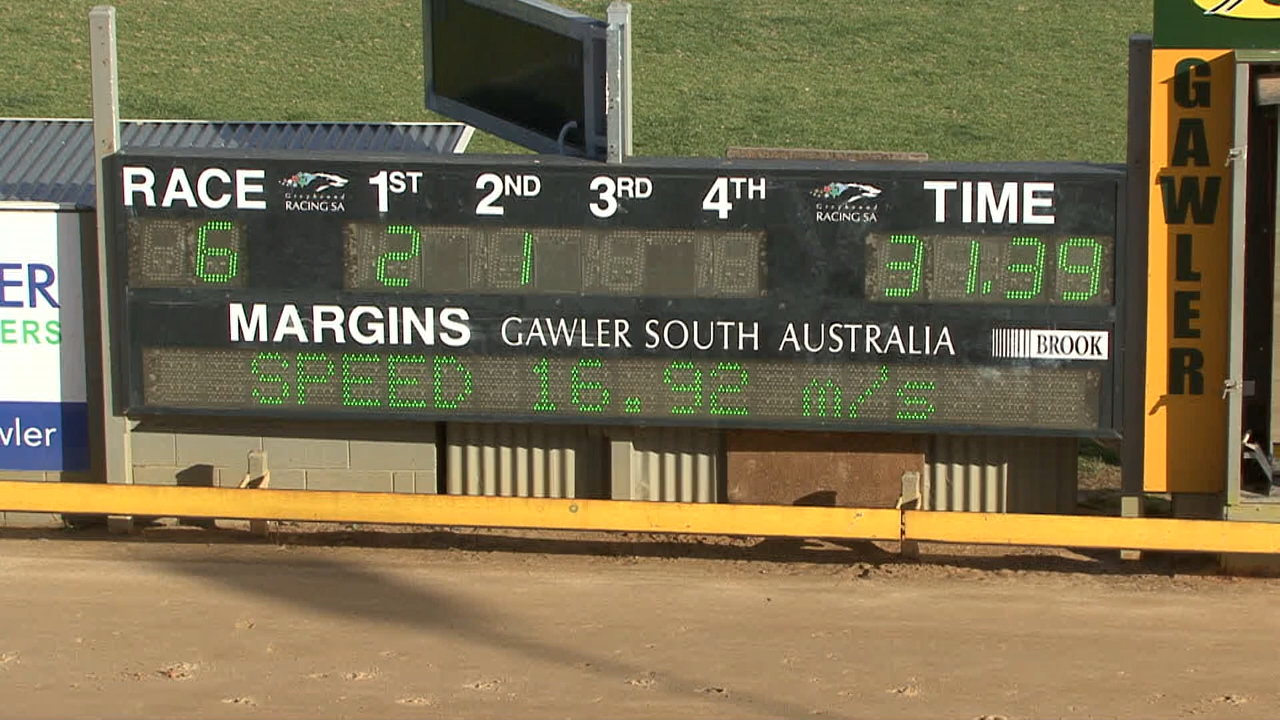 RACE Greyhound RACING SA 1ST 2ND 3RD 4TH Greyhound RACING SA TIME
6 2 1 31.39
MARGINS GAWLER SOUTH AUSTRALIA BROOK
SPEED 16.92 m/s
ER
ERS
wler
GAWLER